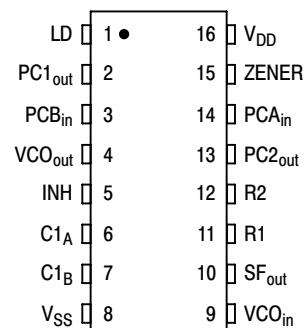 LD 1 16 VDD
PC1out 2 15 ZENER
PCBin 3 14 PCAin
VCOout 4 13 PC2out
INH 5 12 R2
C1A 6 11 R1
C1B 7 10 SFout
VSS 8 9 VCOin